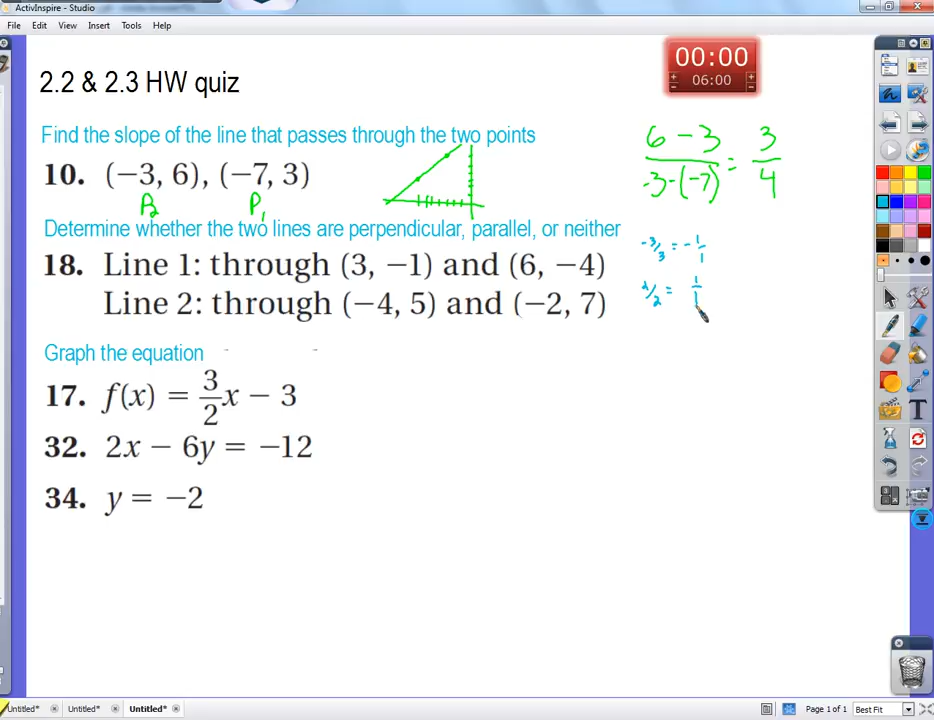 ActivInspire - Studio
File Edit View Insert Tools Help
00:00
06:00
2.2 & 2.3 HW quiz
Find the slope of the line that passes through the two points
10. (−3, 6), (−7, 3)
P₂ P₁
6 − 3 / -3-(-7) = 3/4
Determine whether the two lines are perpendicular, parallel, or neither
18. Line 1: through (3, −1) and (6, −4)
Line 2: through (−4, 5) and (−2, 7)
-3/3 = -1/1
2/2 = 1/1
Graph the equation
17. f(x) = 3/2 x − 3
32. 2x − 6y = −12
34. y = −2
Untitled* Untitled* Untitled*
Page 1 of 1 Best Fit